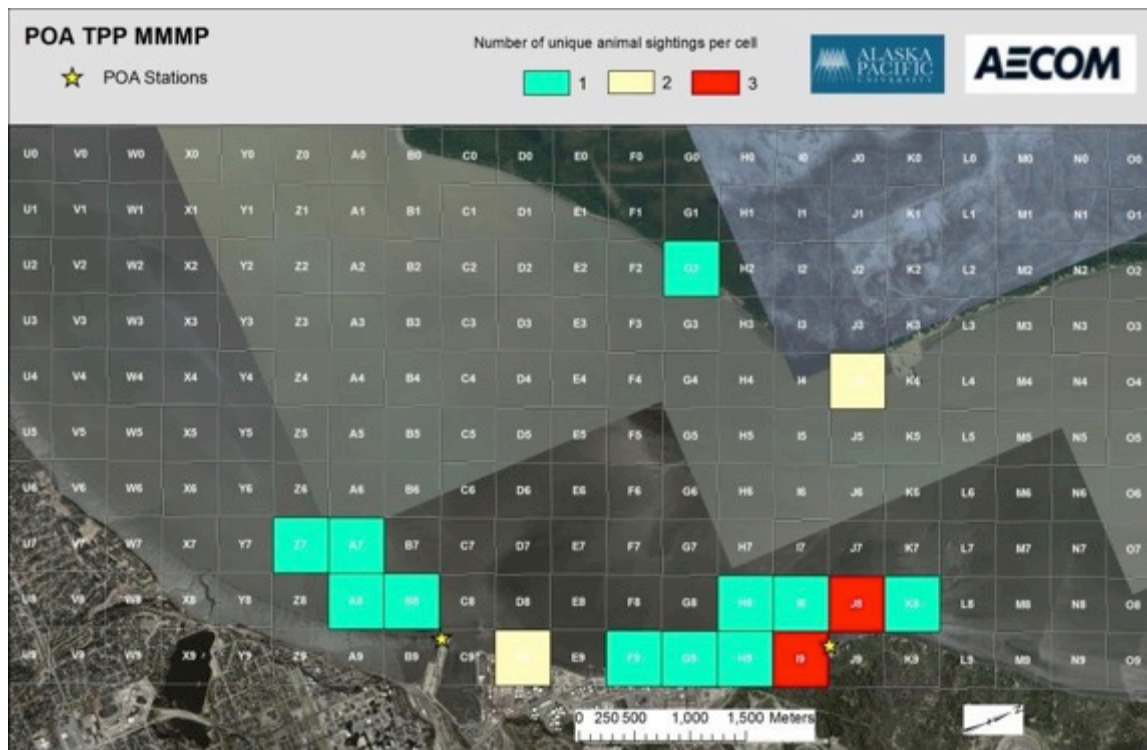 POA TPP MMMP
POA Stations
Number of unique animal sightings per cell
1 2 3
ALASKA
PACIFIC
UNIVERSITY
AECOM
U0 V0 W0 X0 Y0 Z0 A0 B0 C0 D0 E0 F0 G0 H0 I0 J0 K0 L0 M0 N0 O0
U1 V1 W1 X1 Y1 Z1 A1 B1 C1 D1 E1 F1 G1 H1 I1 J1 K1 L1 M1 N1 O1
U2 V2 W2 X2 Y2 Z2 A2 B2 C2 D2 E2 F2 G2 H2 I2 J2 K2 L2 M2 N2 O2
U3 V3 W3 X3 Y3 Z3 A3 B3 C3 D3 E3 F3 G3 H3 I3 J3 K3 L3 M3 N3 O3
U4 V4 W4 X4 Y4 Z4 A4 B4 C4 D4 E4 F4 G4 H4 I4 K4 L4 M4 N4 O4
U5 V5 W5 X5 Y5 Z5 A5 B5 C5 D5 E5 F5 G5 H5 I5 J5 K5 L5 M5 N5 O5
U6 V6 W6 X6 Y6 Z6 A6 B6 C6 D6 E6 F6 G6 H6 I6 J6 K6 L6 M6 N6 O6
U7 V7 W7 X7 Y7 Z7 A7 B7 C7 D7 E7 F7 G7 H7 I7 J7 K7 L7 M7 N7 O7
U8 V8 W8 X8 Y8 Z8 A8 B8 C8 D8 E8 F8 G8 H8 I8 J8 K8 L8 M8 N8 O8
U9 V9 W9 X9 Y9 Z9 A9 B9 C9 E9 F9 G9 H9 I9 J9 K9 L9 M9 N9 O9
0 250 500 1,000 1,500 Meters